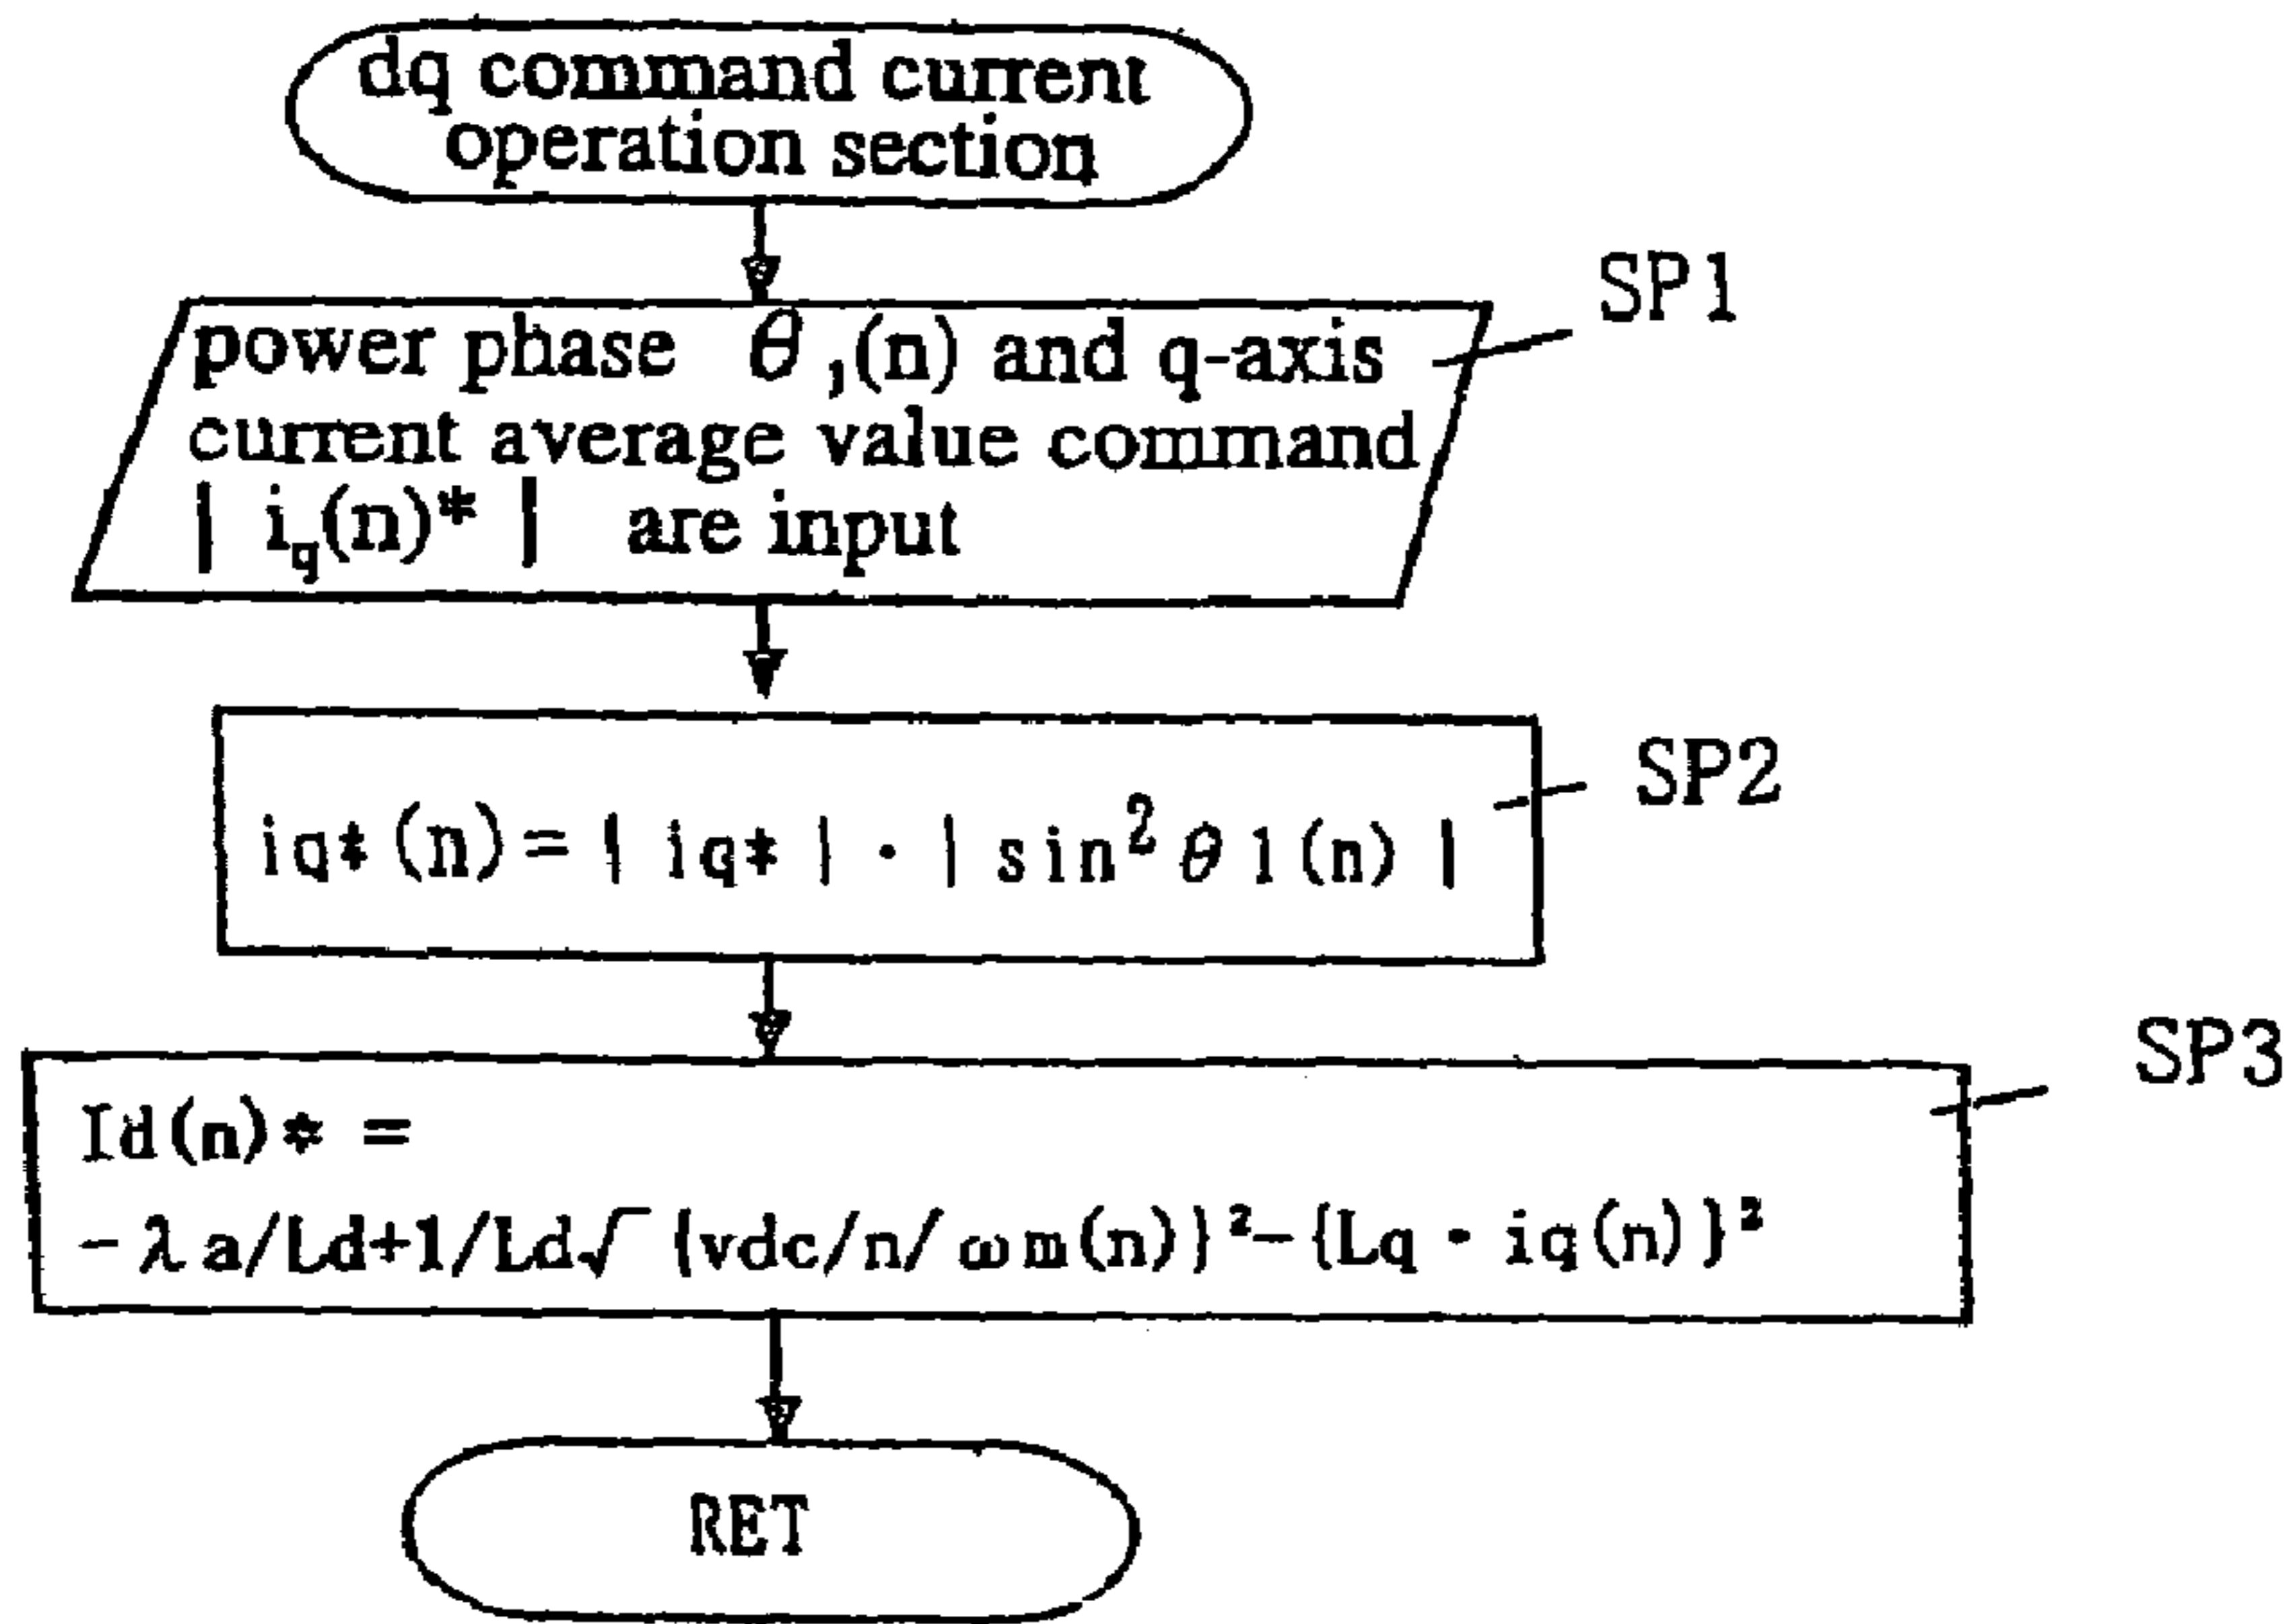 dq command current
operation section
SP1
power phase θ₁(n) and q-axis
current average value command
| i_q(n)* | are input
SP2
iq*(n)=| iq* | · | sin²θ1(n) |
SP3
Id(n)* =
-λa/Ld+1/Ld√{vdc/n/ωm(n)}²-{Lq·iq(n)}²
RET